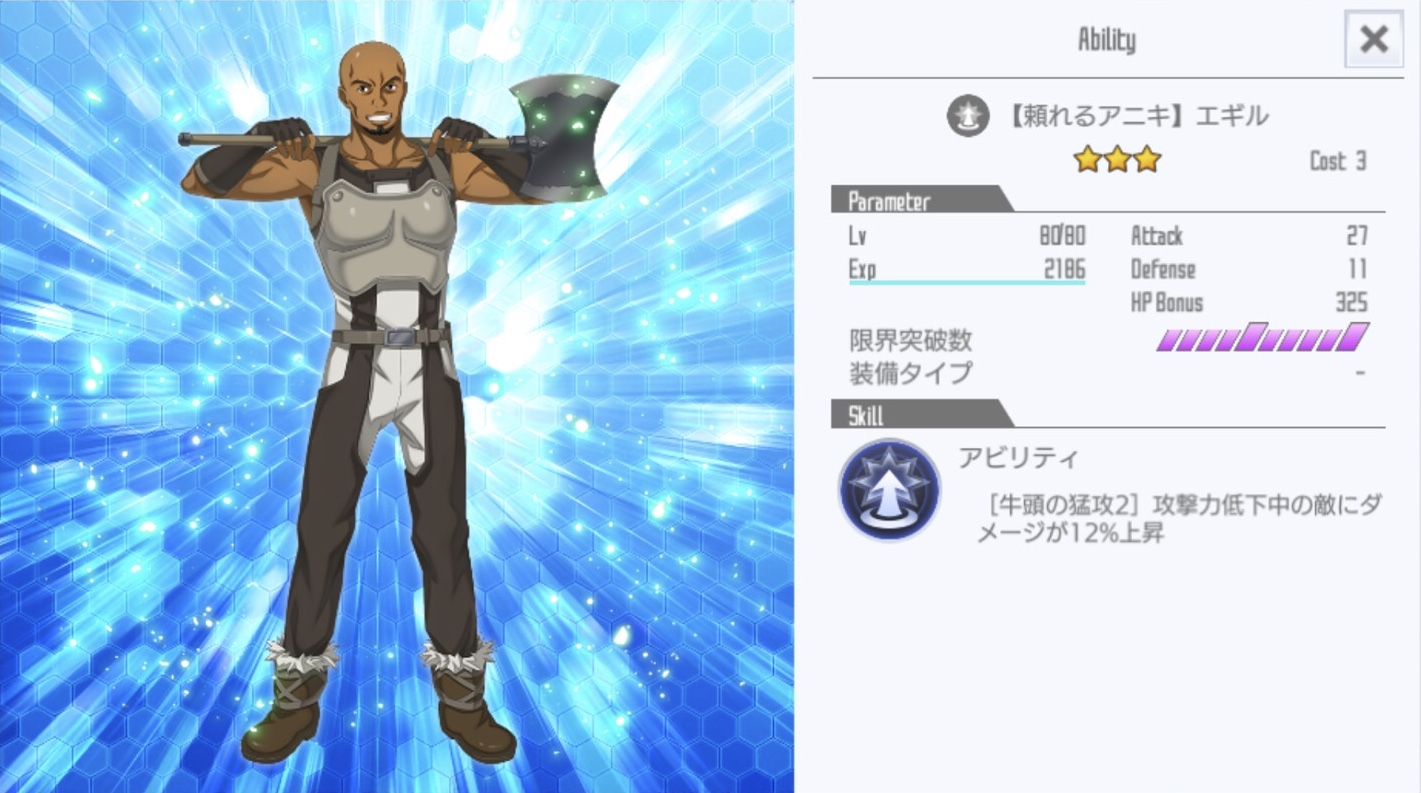 Ability
【頼れるアニキ】エギル
Cost 3
Parameter
Lv 80/80
Attack 27
Exp 2186
Defense 11
HP Bonus 325
限界突破数
装備タイプ -
Skill
アビリティ
[牛頭の猛攻2] 攻撃力低下中の敵にダ
メージが12%上昇